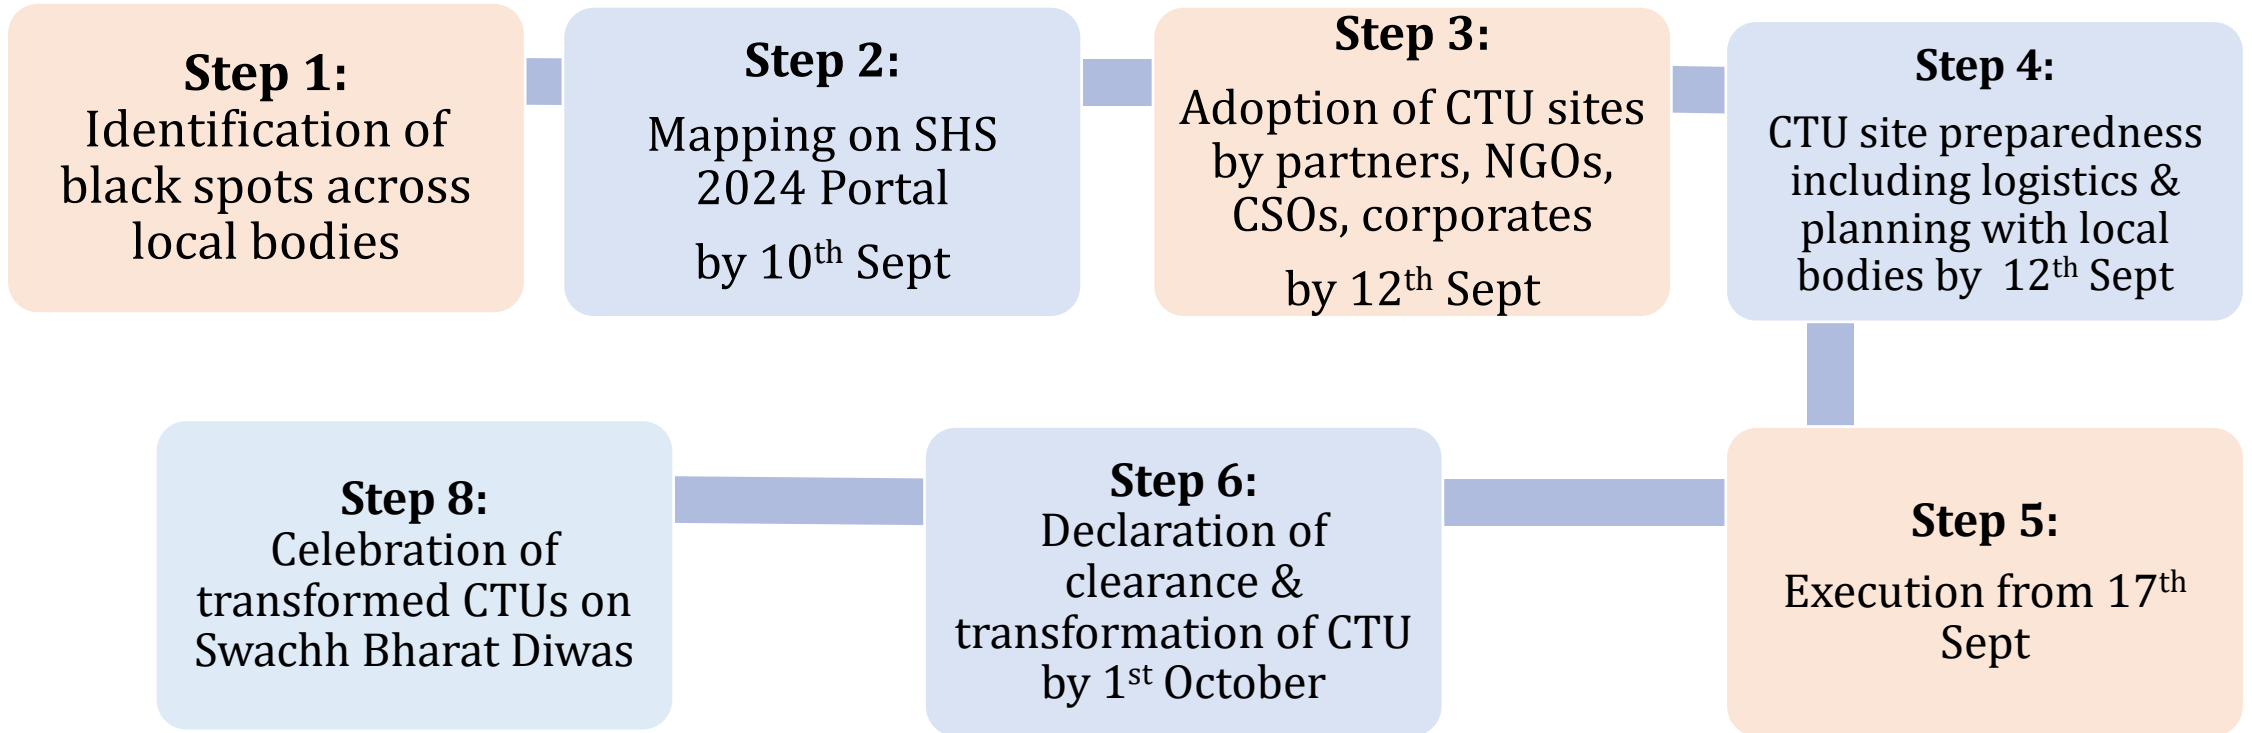 Step 1:
Identification of
black spots across
local bodies
Step 2:
Mapping on SHS
2024 Portal
by 10th Sept
Step 3:
Adoption of CTU sites
by partners, NGOs,
CSOs, corporates
by 12th Sept
Step 4:
CTU site preparedness
including logistics &
planning with local
bodies by 12th Sept
Step 5:
Execution from 17th
Sept
Step 6:
Declaration of
clearance &
transformation of CTU
by 1st October
Step 8:
Celebration of
transformed CTUs on
Swachh Bharat Diwas